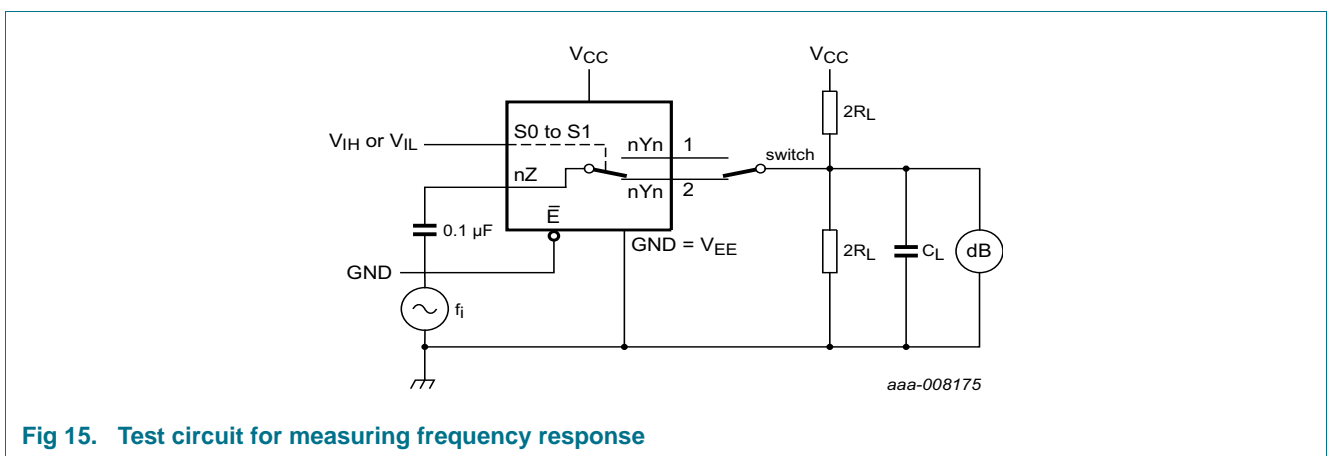 VCC
VCC
2RL
VIH or VIL
S0 to S1
nYn 1
switch
nZ
nYn 2
0.1 µF
E̅
GND = VEE
2RL
CL
dB
GND
fi
aaa-008175
Fig 15. Test circuit for measuring frequency response